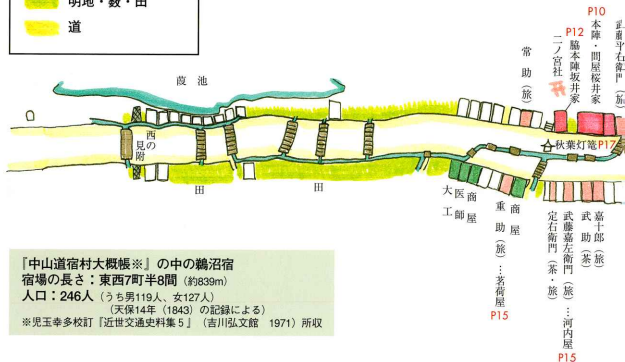 明地・薮・田
道
葭池
西の
見附
田
田
常助(旅)
二ノ宮社
P12
脇本陣坂井家
P10
本陣・問屋桜井家
武藤平右衛門(旅)
秋葉灯篭P17
大工
医師
商屋
重助(旅)…茗荷屋
P15
商屋
定右衛門(茶・旅)
武藤嘉左衛門(旅)…河内屋
P15
武助(茶)
嘉十郎(旅)
『中山道宿村大概帳※』の中の鵜沼宿
宿場の長さ:東西7町半8間(約839m)
人口:246人(うち男119人、女127人)
(天保14年(1843)の記録による)
※児玉幸多校訂『近世交通史料集5』(吉川弘文館 1971)所収